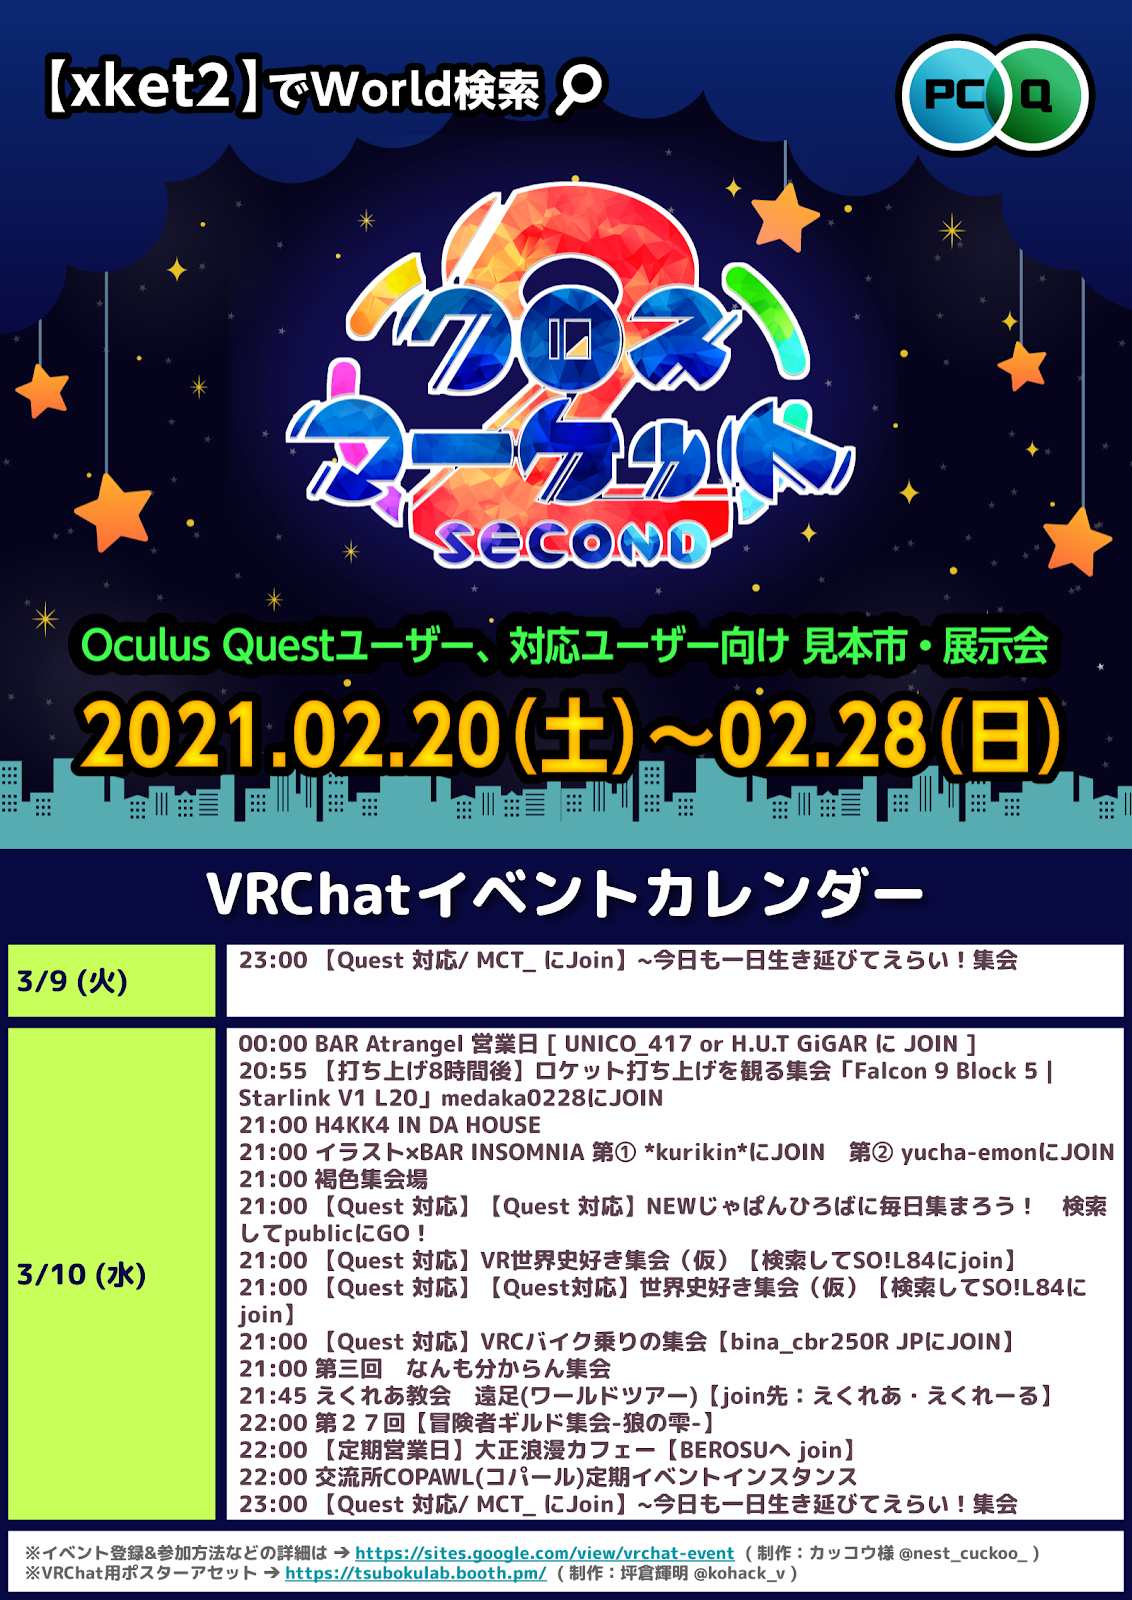 【xket2】でWorld検索
PC Q
2
クロス
マーケット
SECOND
Oculus Questユーザー、対応ユーザー向け 見本市・展示会
2021.02.20(土)～02.28(日)
VRChatイベントカレンダー
3/9 (火)
23:00 【Quest 対応/ MCT_ にJoin】~今日も一日生き延びてえらい！集会
3/10 (水)
00:00 BAR Atrangel 営業日 [ UNICO_417 or H.U.T GiGAR に JOIN ]
20:55 【打ち上げ8時間後】ロケット打ち上げを観る集会「Falcon 9 Block 5 |
Starlink V1 L20」medaka0228にJOIN
21:00 H4KK4 IN DA HOUSE
21:00 イラスト×BAR INSOMNIA 第① *kurikin*にJOIN　第② yucha-emonにJOIN
21:00 褐色集会場
21:00 【Quest 対応】【Quest 対応】NEWじゃぱんひろばに毎日集まろう！　検索
してpublicにGO！
21:00 【Quest 対応】VR世界史好き集会（仮）【検索してSO!L84にjoin】
21:00 【Quest 対応】【Quest対応】世界史好き集会（仮）【検索してSO!L84に
join】
21:00 【Quest 対応】VRCバイク乗りの集会【bina_cbr250R JPにJOIN】
21:00 第三回　なんも分からん集会
21:45 えくれあ教会　遠足(ワールドツアー)【join先：えくれあ・えくれーる】
22:00 第２７回【冒険者ギルド集会-狼の雫-】
22:00 【定期営業日】大正浪漫カフェー【BEROSUへ join】
22:00 交流所COPAWL(コパール)定期イベントインスタンス
23:00 【Quest 対応/ MCT_ にJoin】~今日も一日生き延びてえらい！集会
※イベント登録&参加方法などの詳細は → https://sites.google.com/view/vrchat-event ( 制作：カッコウ様 @nest_cuckoo_ )
※VRChat用ポスターアセット → https://tsubokulab.booth.pm/ ( 制作：坪倉輝明 @kohack_v )